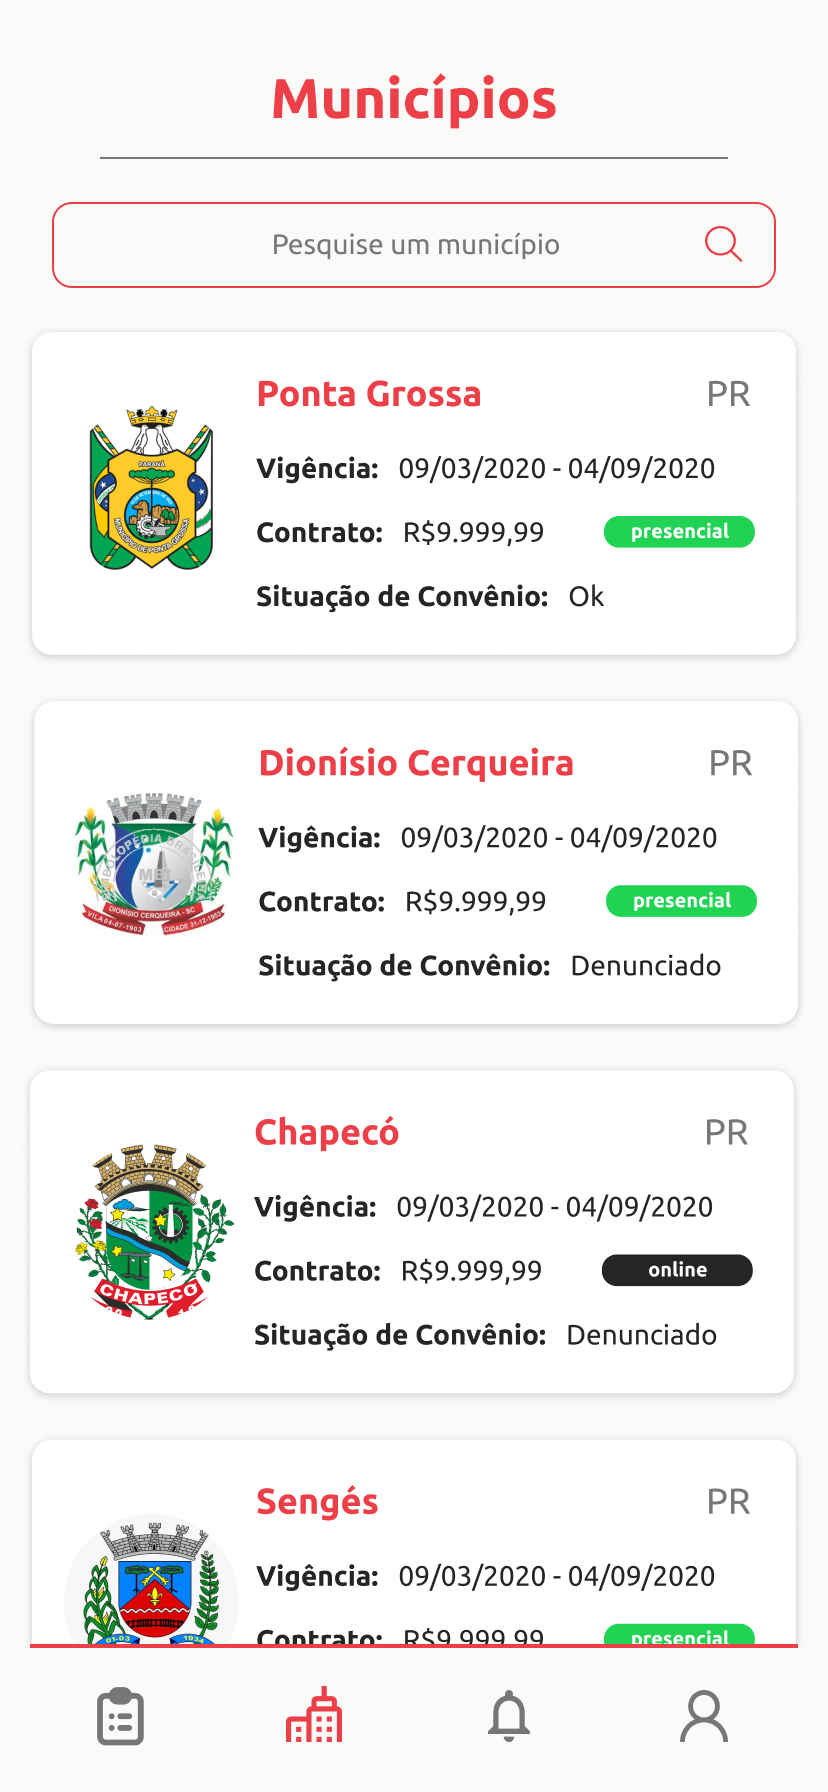 Municípios
Pesquise um município
Ponta Grossa PR
PARANÁ
MUNICÍPIO DE PONTA GROSSA
Vigência: 09/03/2020 - 04/09/2020
Contrato: R$9.999,99 presencial
Situação de Convênio: Ok
Dionísio Cerqueira PR
DIONÍSIO CERQUEIRA - SC
VILA 04-07-1903 CIDADE 31-12-1953
Vigência: 09/03/2020 - 04/09/2020
Contrato: R$9.999,99 presencial
Situação de Convênio: Denunciado
Chapecó PR
CHAPECÓ
Vigência: 09/03/2020 - 04/09/2020
Contrato: R$9.999,99 online
Situação de Convênio: Denunciado
Sengés PR
01-03 1934
Vigência: 09/03/2020 - 04/09/2020
Contrato: R$9.999,99 presencial